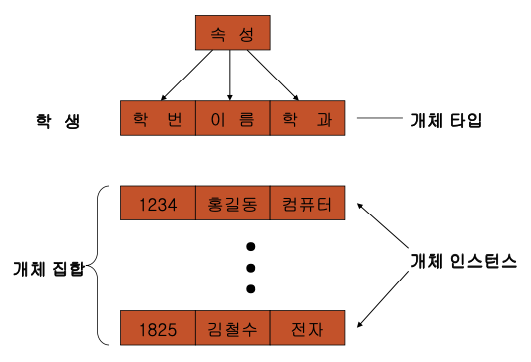 속 성
학 생 학 번 이 름 학 과 개체 타입
1234 홍길동 컴퓨터
개체 집합 개체 인스턴스
1825 김철수 전자